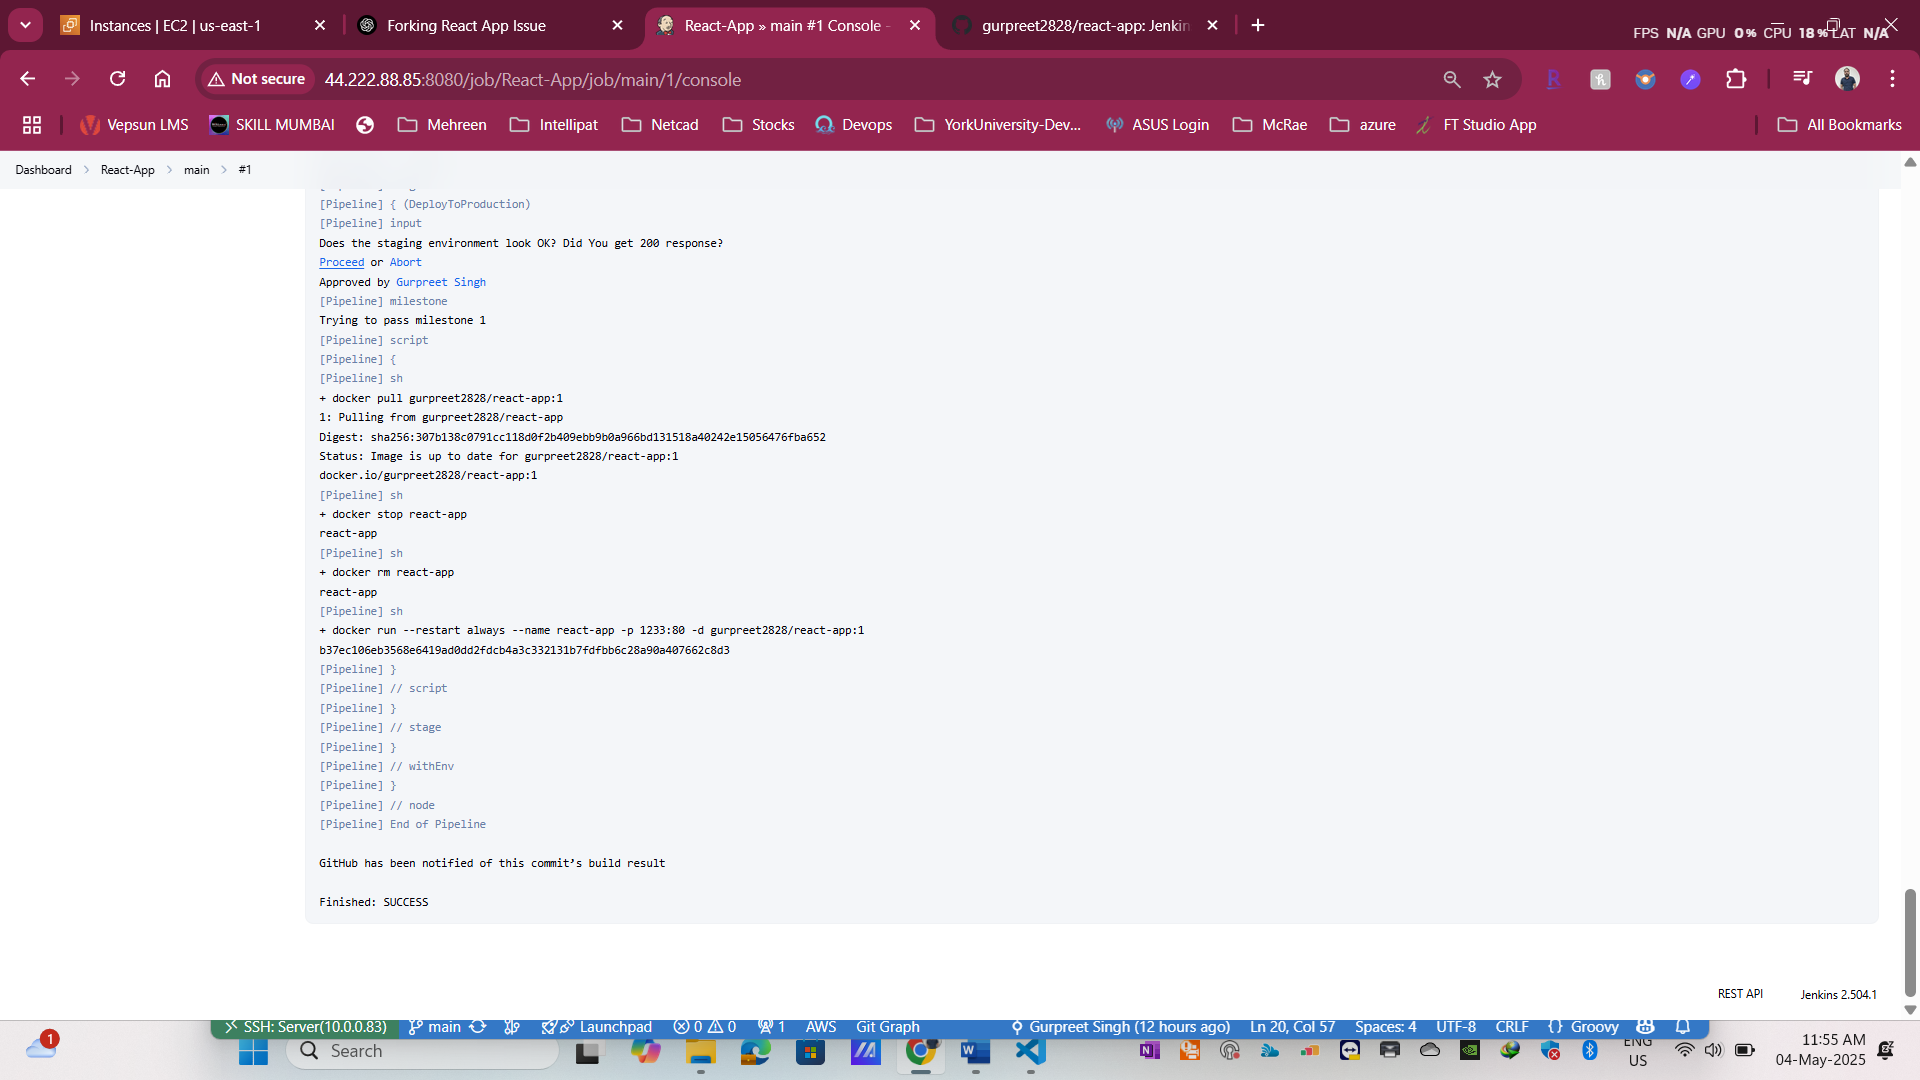 Instances | EC2 | us-east-1
Forking React App Issue
React-App » main #1 Console -
gurpreet2828/react-app: Jenkin
FPS N/A GPU 0% CPU 18% LAT N/A
Not secure
44.222.88.85:8080/job/React-App/job/main/1/console
Vepsun LMS
SKILL MUMBAI
Mehreen
Intellipat
Netcad
Stocks
Devops
YorkUniversity-Dev...
ASUS Login
McRae
azure
FT Studio App
All Bookmarks
Dashboard
React-App
main
#1
[Pipeline] { (DeployToProduction)
[Pipeline] input
Does the staging environment look OK? Did You get 200 response?
Proceed or Abort
Approved by Gurpreet Singh
[Pipeline] milestone
Trying to pass milestone 1
[Pipeline] script
[Pipeline] {
[Pipeline] sh
+ docker pull gurpreet2828/react-app:1
1: Pulling from gurpreet2828/react-app
Digest: sha256:307b138c0791cc118d0f2b409ebb9b0a966bd131518a40242e15056476fba652
Status: Image is up to date for gurpreet2828/react-app:1
docker.io/gurpreet2828/react-app:1
[Pipeline] sh
+ docker stop react-app
react-app
[Pipeline] sh
+ docker rm react-app
react-app
[Pipeline] sh
+ docker run --restart always --name react-app -p 1233:80 -d gurpreet2828/react-app:1
b37ec106eb3568e6419ad0dd2fdcb4a3c332131b7fdfbb6c28a90a407662c8d3
[Pipeline] }
[Pipeline] // script
[Pipeline] }
[Pipeline] // stage
[Pipeline] }
[Pipeline] // withEnv
[Pipeline] }
[Pipeline] // node
[Pipeline] End of Pipeline
GitHub has been notified of this commit’s build result
Finished: SUCCESS
REST API
Jenkins 2.504.1
SSH: Server(10.0.0.83)
main
Launchpad
0
0
1
AWS
Git Graph
Gurpreet Singh (12 hours ago)
Ln 20, Col 57
Spaces: 4
UTF-8
CRLF
{} Groovy
1
Search
ENG
US
11:55 AM
04-May-2025